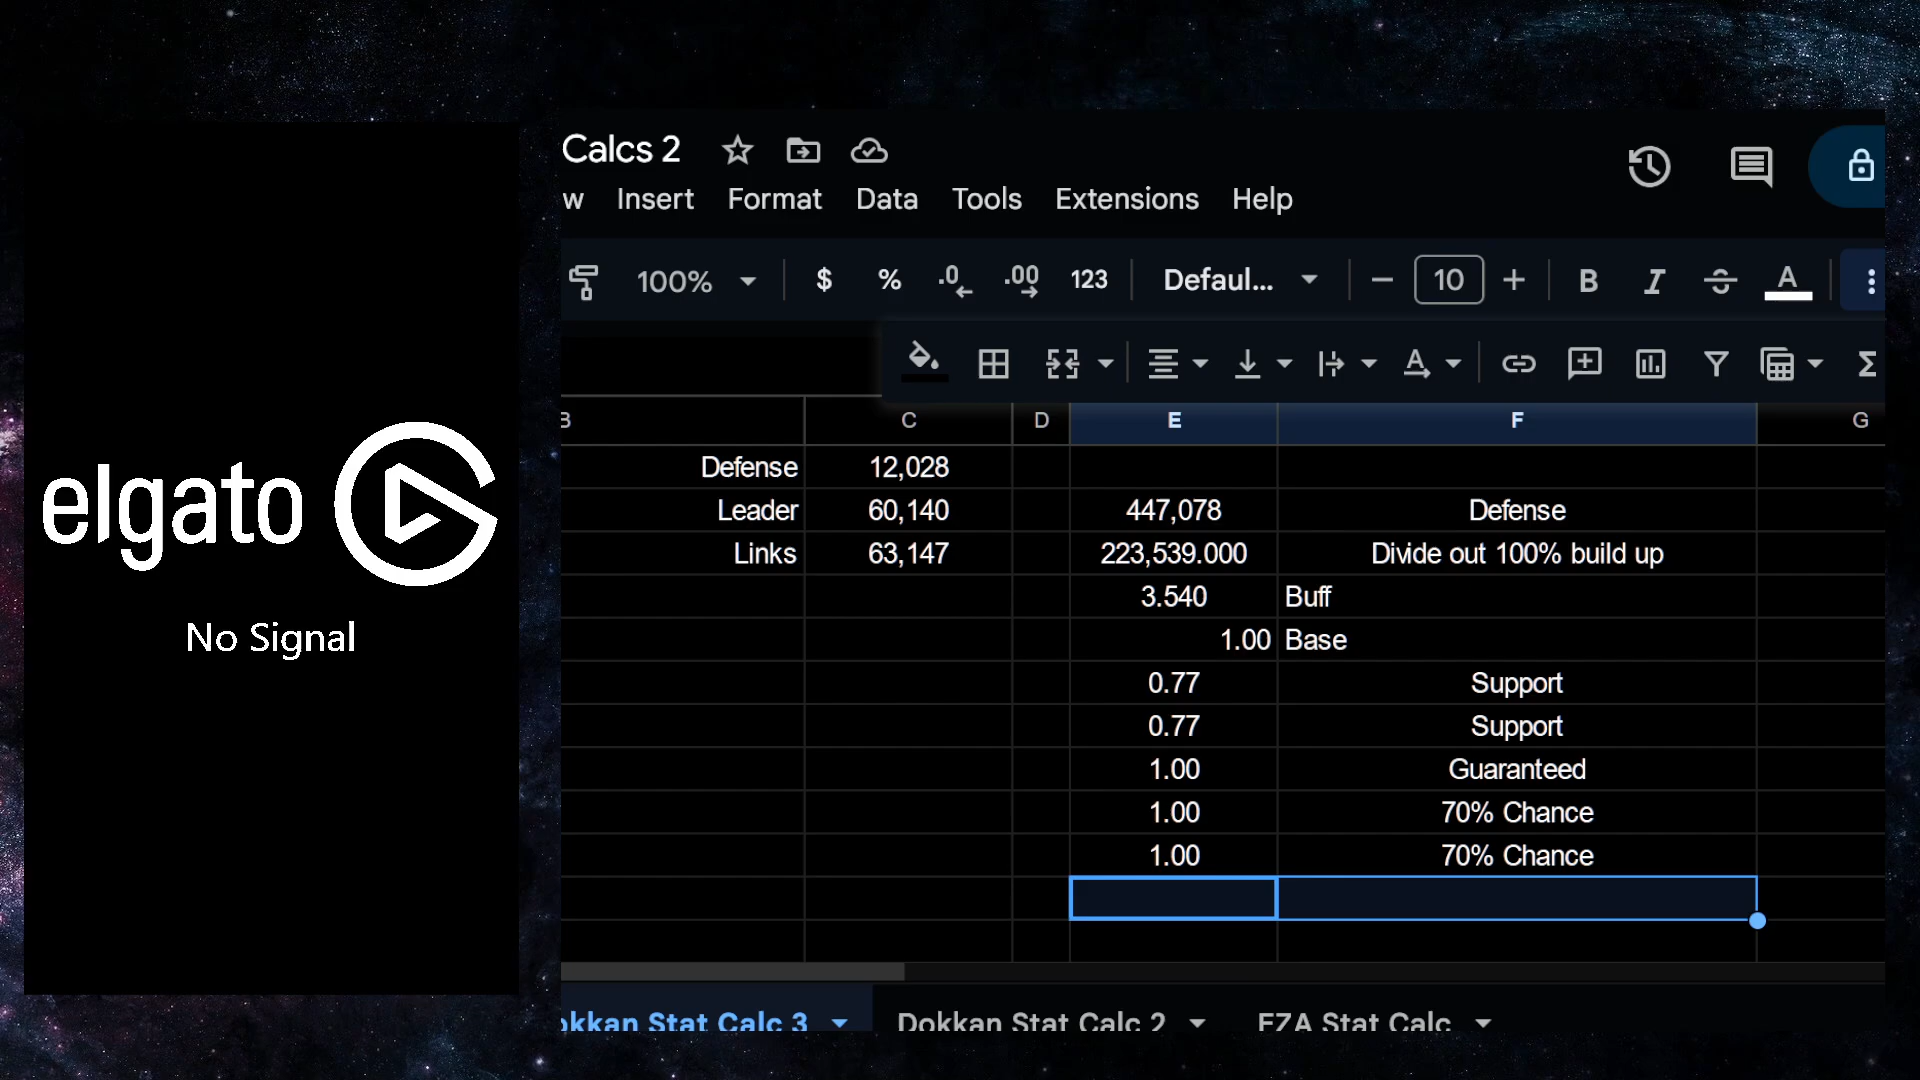 elgato
No Signal
Calcs 2
w Insert Format Data Tools Extensions Help
100% $ % .0 .00 123 Defaul... − 10 + B I S A
A Σ
B C D E F G
Defense 12,028
Leader 60,140 447,078 Defense
Links 63,147 223,539.000 Divide out 100% build up
3.540 Buff
1.00 Base
0.77 Support
0.77 Support
1.00 Guaranteed
1.00 70% Chance
1.00 70% Chance
okkan Stat Calc 3 Dokkan Stat Calc 2 EZA Stat Calc